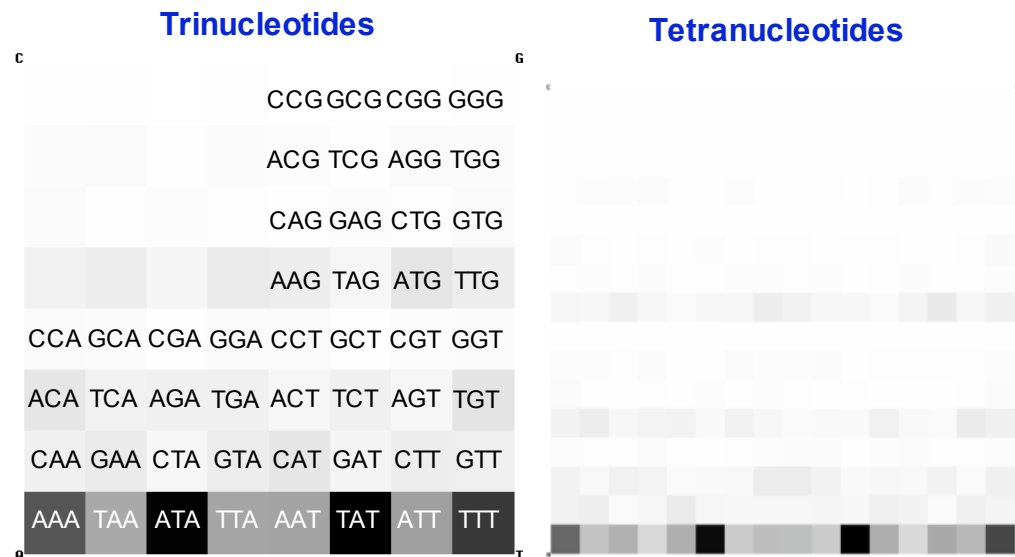 Trinucleotides
Tetranucleotides
C G
CCG GCG CGG GGG
ACG TCG AGG TGG
CAG GAG CTG GTG
AAG TAG ATG TTG
CCA GCA CGA GGA CCT GCT CGT GGT
ACA TCA AGA TGA ACT TCT AGT TGT
CAA GAA CTA GTA CAT GAT CTT GTT
AAA TAA ATA TTA AAT TAT ATT TTT
A T